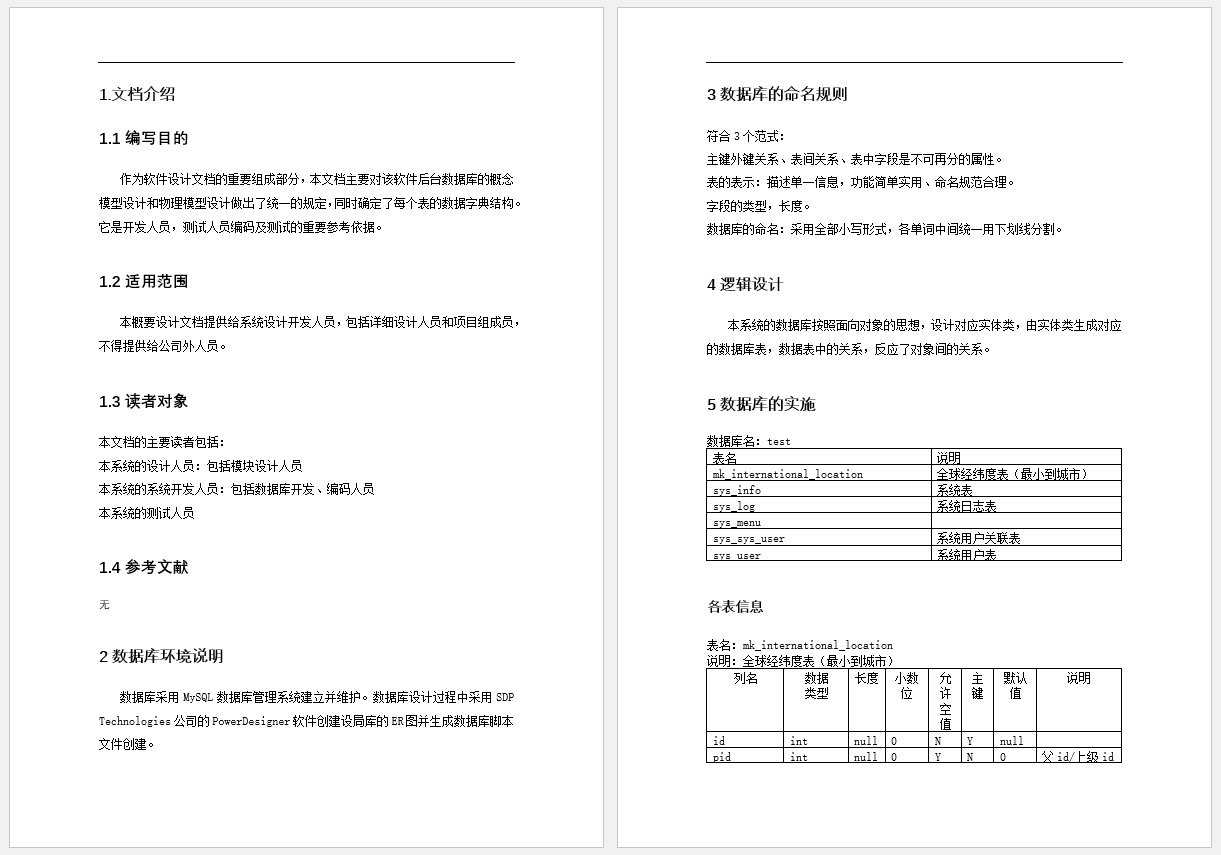 1.文档介绍
1.1 编写目的
作为软件设计文档的重要组成部分，本文档主要对该软件后台数据库的概念
模型设计和物理模型设计做出了统一的规定，同时确定了每个表的数据字典结构。
它是开发人员，测试人员编码及测试的重要参考依据。
1.2 适用范围
本概要设计文档提供给系统设计开发人员，包括详细设计人员和项目组成员，
不得提供给公司外人员。
1.3 读者对象
本文档的主要读者包括：
本系统的设计人员：包括模块设计人员
本系统的系统开发人员：包括数据库开发、编码人员
本系统的测试人员
1.4 参考文献
无
2 数据库环境说明
数据库采用 MySQL 数据库管理系统建立并维护。数据库设计过程中采用 SDP
Technologies 公司的 PowerDesigner 软件创建设局库的 ER 图并生成数据库脚本
文件创建。
3 数据库的命名规则
符合 3 个范式：
主键外键关系、表间关系、表中字段是不可再分的属性。
表的表示：描述单一信息，功能简单实用、命名规范合理。
字段的类型，长度。
数据库的命名：采用全部小写形式，各单词中间统一用下划线分割。
4 逻辑设计
本系统的数据库按照面向对象的思想，设计对应实体类，由实体类生成对应
的数据库表，数据表中的关系，反应了对象间的关系。
5 数据库的实施
数据库名：test
表名 说明
mk_international_location 全球经纬度表（最小到城市）
sys_info 系统表
sys_log 系统日志表
sys_menu
sys_sys_user 系统用户关联表
sys_user 系统用户表
各表信息
表名：mk_international_location
说明：全球经纬度表（最小到城市）
列名 数据类型 长度 小数位 允许空值 主键 默认值 说明
id int null 0 N Y null
pid int null 0 Y N 0 父 id/上级 id